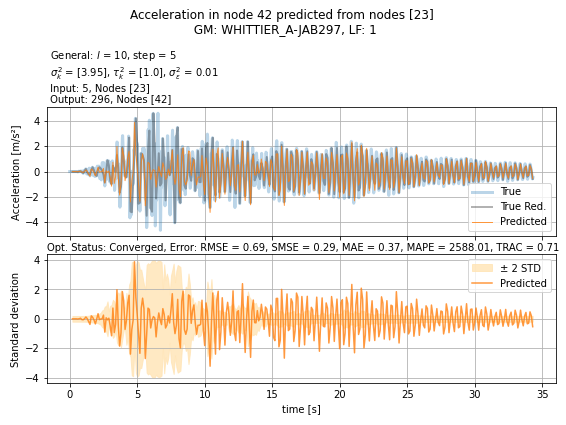 Acceleration in node 42 predicted from nodes [23]
GM: WHITTIER_A-JAB297, LF: 1
General: l = 10, step = 5
σ²ₖ = [3.95], τ²ₖ = [1.0], σ²ε = 0.01
Input: 5, Nodes [23]
Output: 296, Nodes [42]
Acceleration [m/s²]
4
2
0
−2
−4
True
True Red.
Predicted
Opt. Status: Converged, Error: RMSE = 0.69, SMSE = 0.29, MAE = 0.37, MAPE = 2588.01, TRAC = 0.71
Standard deviation
4
2
0
−2
−4
± 2 STD
Predicted
0 5 10 15 20 25 30 35
time [s]